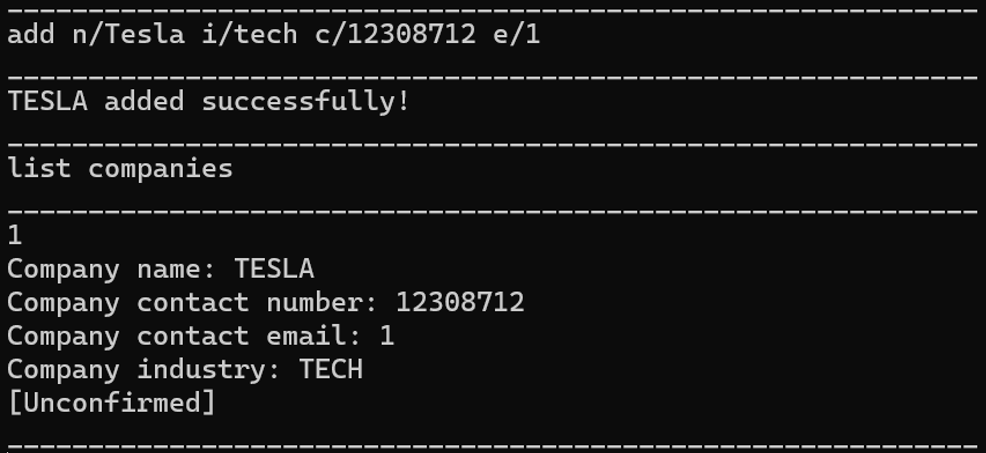 ____________________________________________________________
add n/Tesla i/tech c/12308712 e/1
____________________________________________________________
TESLA added successfully!
____________________________________________________________
list companies
____________________________________________________________
1
Company name: TESLA
Company contact number: 12308712
Company contact email: 1
Company industry: TECH
[Unconfirmed]
____________________________________________________________